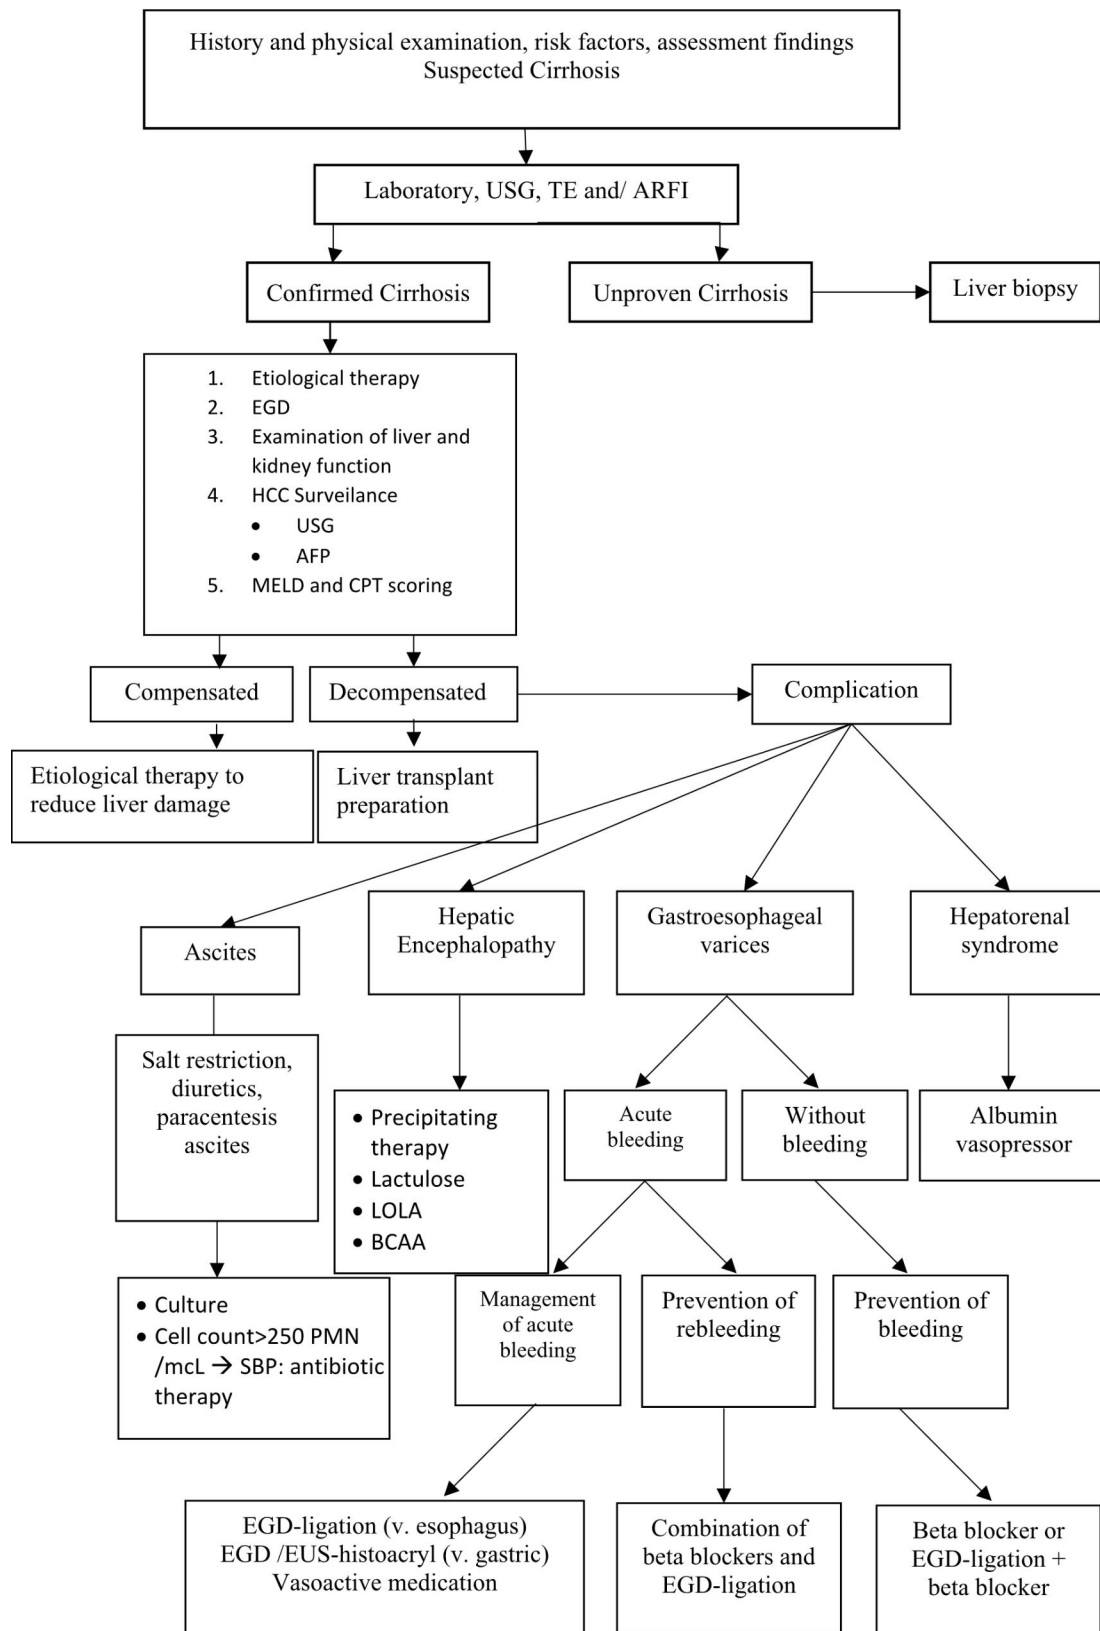 History and physical examination, risk factors, assessment findings
Suspected Cirrhosis
Laboratory, USG, TE and/ ARFI
Confirmed Cirrhosis
Unproven Cirrhosis
Liver biopsy
1. Etiological therapy
2. EGD
3. Examination of liver and
kidney function
4. HCC Surveilance
• USG
• AFP
5. MELD and CPT scoring
Compensated
Decompensated
Complication
Etiological therapy to
reduce liver damage
Liver transplant
preparation
Ascites
Hepatic
Encephalopathy
Gastroesophageal
varices
Hepatorenal
syndrome
Salt restriction,
diuretics,
paracentesis
ascites
• Precipitating
therapy
• Lactulose
• LOLA
• BCAA
Acute
bleeding
Without
bleeding
Albumin
vasopressor
• Culture
• Cell count>250 PMN
/mcL → SBP: antibiotic
therapy
Management
of acute
bleeding
Prevention of
rebleeding
Prevention of
bleeding
EGD-ligation (v. esophagus)
EGD /EUS-histoacryl (v. gastric)
Vasoactive medication
Combination of
beta blockers and
EGD-ligation
Beta blocker or
EGD-ligation +
beta blocker